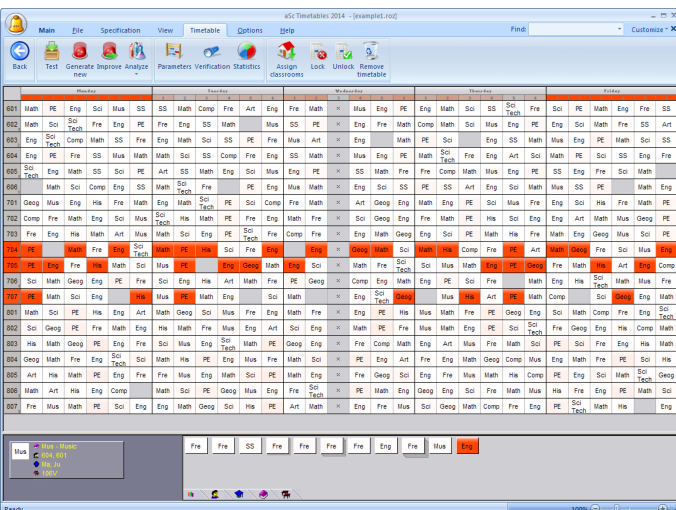 aSc Timetables 2014 - [example1.roz]
Main File Specification View Timetable Options Help Find: Customize
Back Test Generate new Improve Analyze Parameters Verification Statistics Assign classrooms Lock Unlock Remove timetable
Monday Tuesday Wednesday Thursday Friday
601 Math PE Eng Sci Mus SS SS Math Comp Fre Art Eng Fre Math × Mus Eng PE Eng Math SS Sci Sci Tech Fre Sci PE Math Eng Fre SS
602 Math Sci Sci Tech Fre Eng PE Fre Eng SS Math Mus SS PE × Eng Fre Math Comp Math Sci Mus Eng PE Eng Sci Math Fre SS Art
603 Eng Sci Tech Comp Math SS Fre Eng Math Sci SS PE Fre Mus Art × Eng Math PE Sci Eng SS Math Mus Eng PE Math Sci SS
604 Eng PE Fre SS Mus Math Math Sci SS Comp Fre Eng SS Math × Mus Eng PE Math Sci Tech Fre Eng Art Sci Math PE Sci SS Eng Fre
605 Sci Tech Eng Math SS Sci PE Art SS Math Eng Sci Mus Eng PE × SS Math Fre Fre Comp Math Mus Eng PE SS Eng Fre Sci Math
606 Math Sci Comp Eng SS Math Sci Tech Fre PE Eng Mus Math × Eng Sci SS PE SS Art Eng Sci Math Mus SS PE Math Eng
701 Geog Mus Eng His Fre Math Eng Math Sci Tech PE Sci Comp Fre Math × Art Geog Eng Math Eng PE Sci Mus Fre Eng Sci His Fre Math PE
702 Comp Fre Math Eng Sci Mus Sci Tech His Math PE Fre Eng Math Fre × Sci Geog Eng Fre Math PE His Sci Eng Eng Art Math Mus Geog PE
703 Fre Eng His Math Art Mus Math Sci Eng PE Sci Tech Fre Comp Fre × Eng Math Geog Eng Sci PE Math His Fre Math Eng Geog Mus Sci PE
704 PE Math Fre Eng Sci Tech Math PE His Sci Fre Eng Eng × Geog Math Sci Math His Comp Fre PE Art Math Geog Fre Sci Mus Eng
705 PE Eng Fre His Math Sci Mus PE Eng Geog Math Eng Sci × Math Fre Sci Tech Sci Mus Math Eng PE Geog Fre Math His Art Eng Comp
706 Sci Math Geog Eng PE Fre Sci Eng His Art Math Fre PE Geog × Comp Eng Math Eng PE Sci Fre Math Eng His Sci Tech Math Mus Fre
707 PE Math Sci Eng His Mus PE Math Eng Sci Math × Eng Sci Tech Geog Mus His Art PE Math Comp Sci Geog Eng Math
801 Math Sci PE His Eng Art Math Geog Sci Mus Fre Eng Fre Math × Eng PE His Mus Math Fre PE Geog Eng Sci Math Comp Fre Eng Sci Tech
802 Sci Geog PE Fre Math Eng His Math Fre Mus Eng Art Sci Eng × Math PE Fre Mus Math Eng PE Sci Sci Tech Fre Geog Eng His Comp Math
803 His Math Geog PE Eng Fre Sci Mus Eng Sci Tech Math PE Geog Eng × Fre Comp Math Eng Art Mus Fre Math Sci PE Sci Fre Eng His Math
804 Geog Math Fre Eng Sci Tech Sci Math His PE Eng Mus Fre Math Sci × PE Eng Art Fre Eng Math Geog Comp Mus Eng Math Fre PE Sci His
805 Art His Math PE Eng Fre Fre Mus Eng Math Sci PE Math Eng × Fre Geog Sci Eng Fre Mus Math His Comp PE Eng Sci Math Sci Tech Geog
806 Math Art His Eng Comp Math Sci PE Geog Mus Eng Fre Sci Tech × Math PE Math Eng Geog Eng Sci Fre Math Mus His Fre Eng PE Math Sci
807 Fre Mus Math PE Sci Eng Eng Math Geog Sci His PE Art Math × Eng Fre Mus Sci Geog Math Comp Fre Eng PE Sci Tech Math His Eng
Mus Mus - Music Fre Fre SS Fre Fre Fre Fre Eng Fre Mus Eng
604, 601
Ma, Ju
100V
Ready 100%